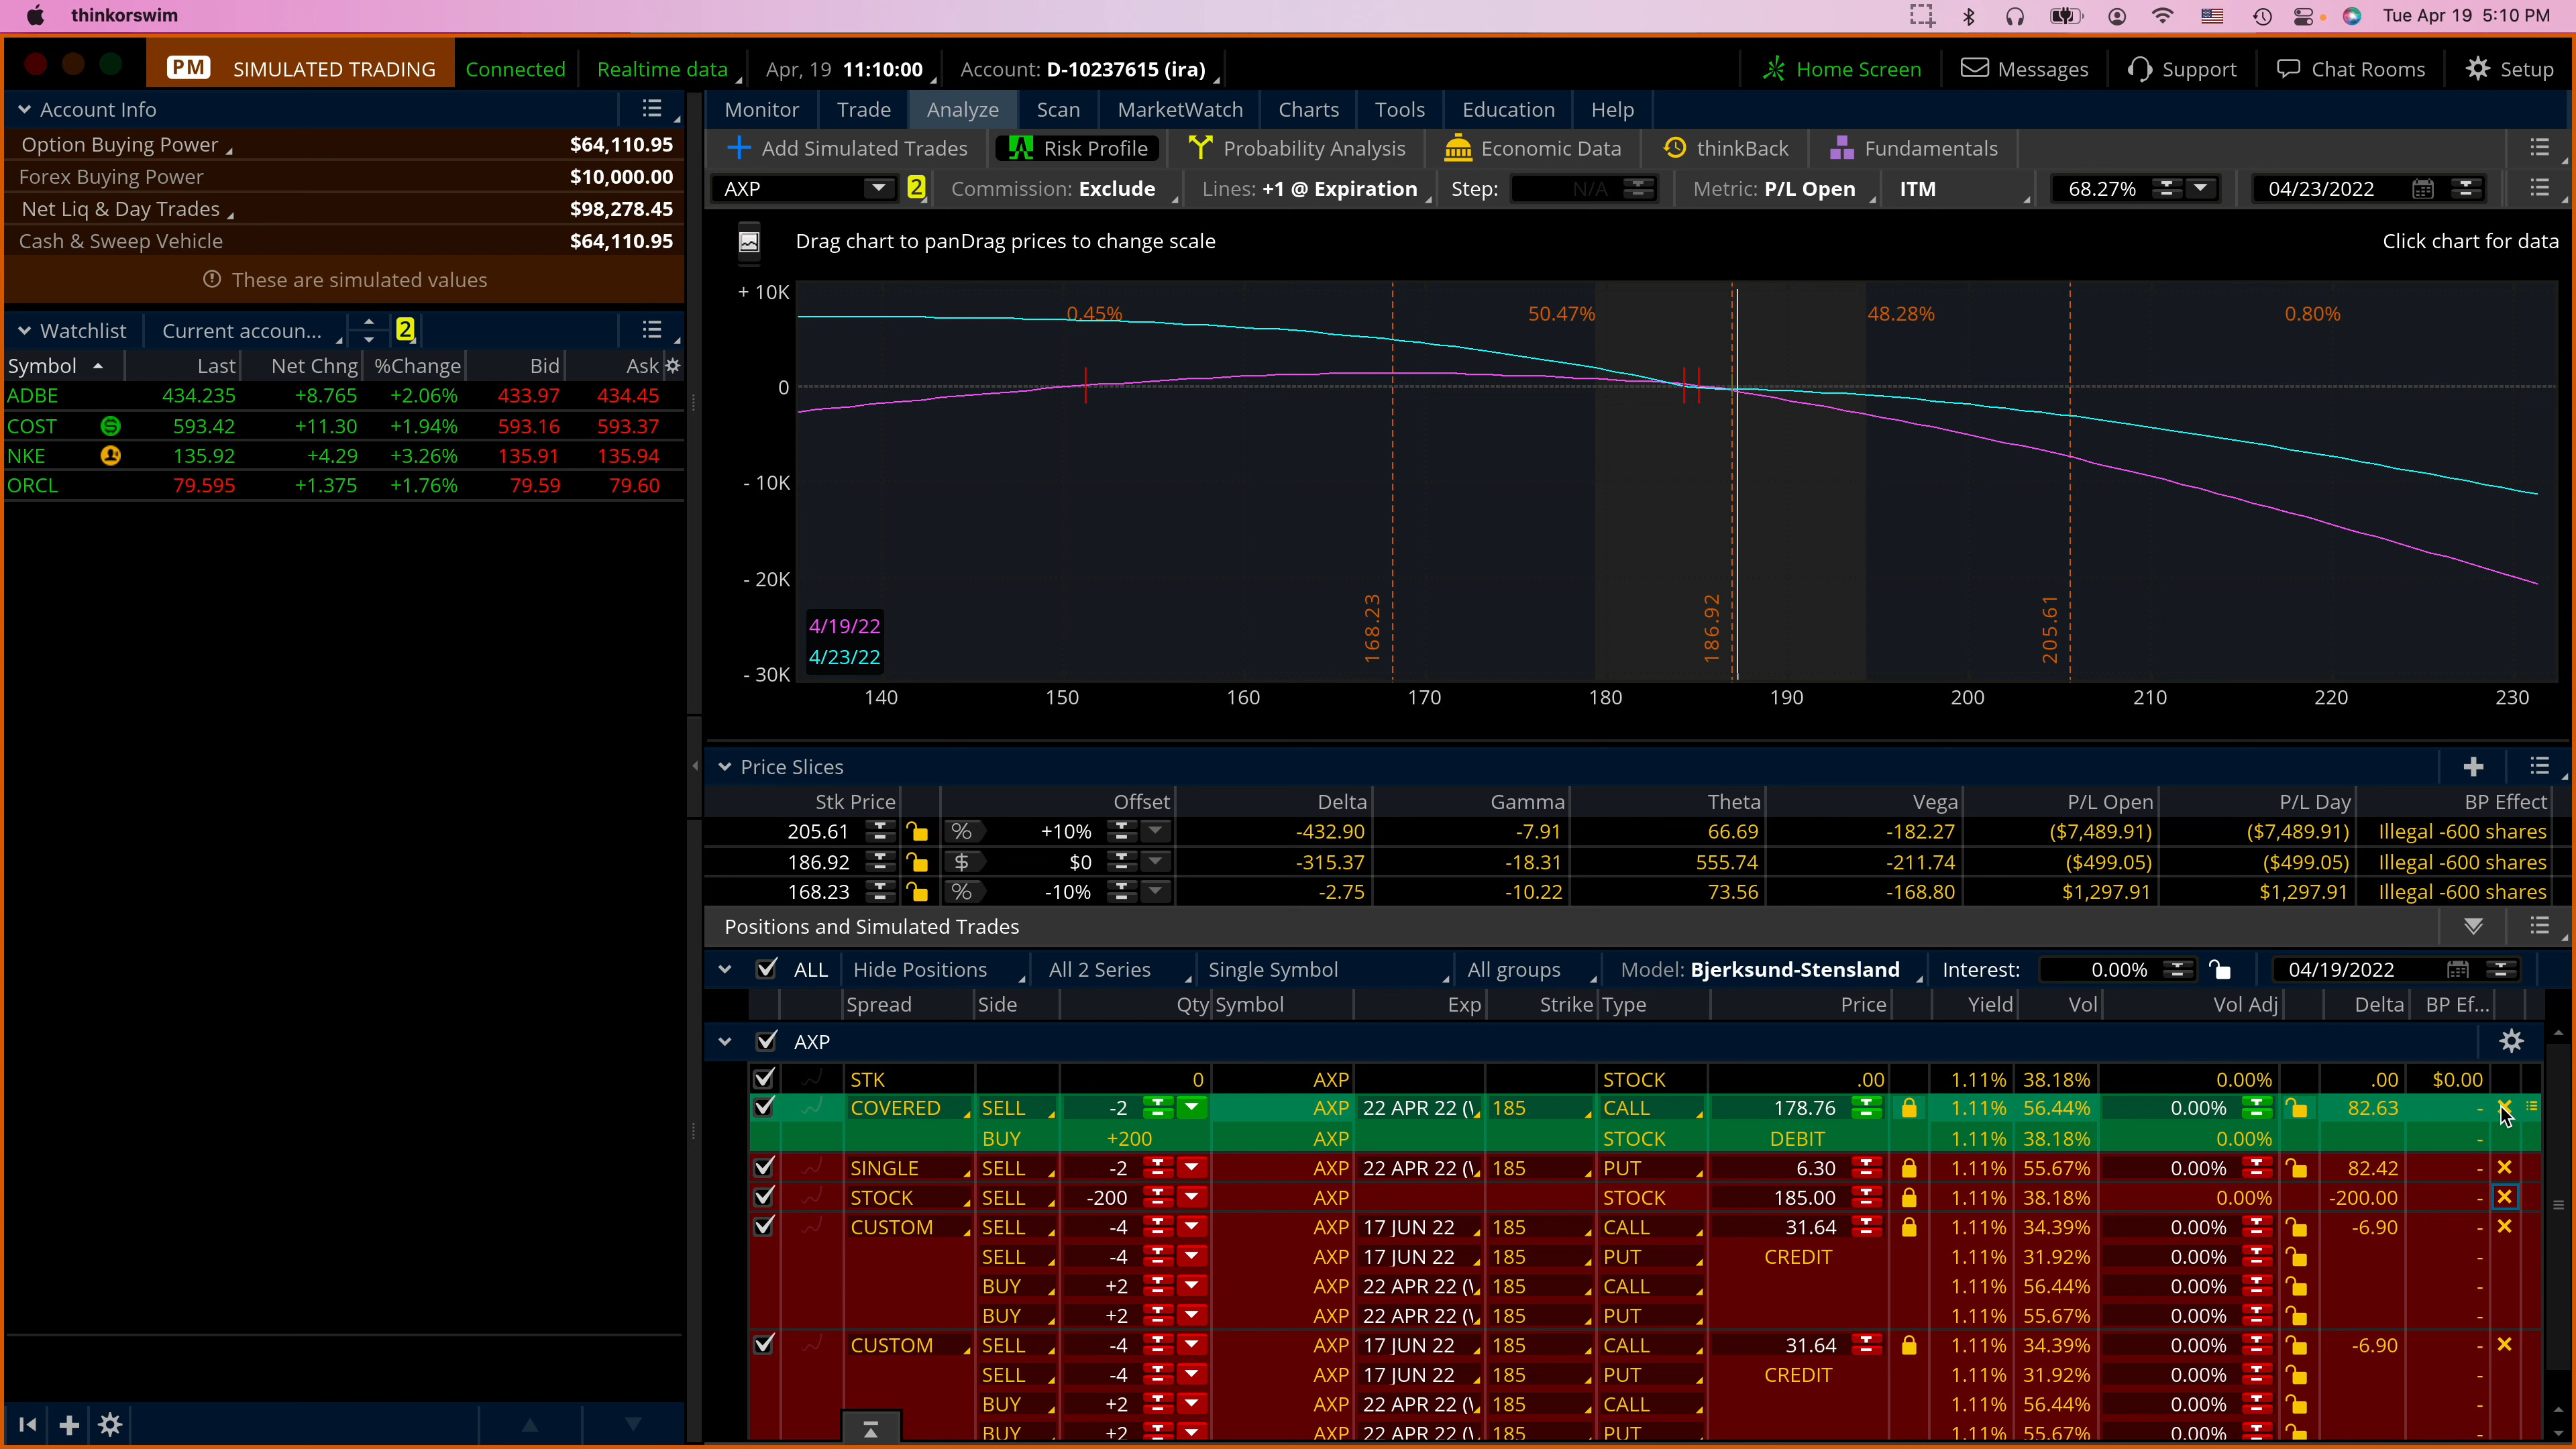 thinkorswim Tue Apr 19 5:10 PM
PM SIMULATED TRADING Connected Realtime data Apr, 19 11:10:00 Account: D-10237615 (ira) Home Screen Messages Support Chat Rooms Setup
Account Info
Option Buying Power $64,110.95
Forex Buying Power $10,000.00
Net Liq & Day Trades $98,278.45
Cash & Sweep Vehicle $64,110.95
These are simulated values
Watchlist Current accoun... 2
Symbol Last Net Chng %Change Bid Ask
ADBE 434.235 +8.765 +2.06% 433.97 434.45
COST 593.42 +11.30 +1.94% 593.16 593.37
NKE 135.92 +4.29 +3.26% 135.91 135.94
ORCL 79.595 +1.375 +1.76% 79.59 79.60
Monitor Trade Analyze Scan MarketWatch Charts Tools Education Help
Add Simulated Trades Risk Profile Probability Analysis Economic Data thinkBack Fundamentals
AXP 2 Commission: Exclude Lines: +1 @ Expiration Step: N/A Metric: P/L Open ITM 68.27% 04/23/2022
Drag chart to panDrag prices to change scale Click chart for data
+ 10K
0.45% 50.47% 48.28% 0.80%
0
- 10K
- 20K
- 30K
4/19/22
4/23/22
168.23 186.92 205.61
140 150 160 170 180 190 200 210 220 230
Price Slices
Stk Price Offset Delta Gamma Theta Vega P/L Open P/L Day BP Effect
205.61 % +10% -432.90 -7.91 66.69 -182.27 ($7,489.91) ($7,489.91) Illegal -600 shares
186.92 $ $0 -315.37 -18.31 555.74 -211.74 ($499.05) ($499.05) Illegal -600 shares
168.23 % -10% -2.75 -10.22 73.56 -168.80 $1,297.91 $1,297.91 Illegal -600 shares
Positions and Simulated Trades
ALL Hide Positions All 2 Series Single Symbol All groups Model: Bjerksund-Stensland Interest: 0.00% 04/19/2022
Spread Side Qty Symbol Exp Strike Type Price Yield Vol Vol Adj Delta BP Ef...
AXP
STK 0 AXP STOCK .00 1.11% 38.18% 0.00% .00 $0.00
COVERED SELL -2 AXP 22 APR 22 (\ 185 CALL 178.76 1.11% 56.44% 0.00% 82.63 -
BUY +200 AXP STOCK DEBIT 1.11% 38.18% 0.00% -
SINGLE SELL -2 AXP 22 APR 22 (\ 185 PUT 6.30 1.11% 55.67% 0.00% 82.42 -
STOCK SELL -200 AXP STOCK 185.00 1.11% 38.18% 0.00% -200.00 -
CUSTOM SELL -4 AXP 17 JUN 22 185 CALL 31.64 1.11% 34.39% 0.00% -6.90 -
SELL -4 AXP 17 JUN 22 185 PUT CREDIT 1.11% 31.92% 0.00% -
BUY +2 AXP 22 APR 22 (\ 185 CALL 1.11% 56.44% 0.00% -
BUY +2 AXP 22 APR 22 (\ 185 PUT 1.11% 55.67% 0.00% -
CUSTOM SELL -4 AXP 17 JUN 22 185 CALL 31.64 1.11% 34.39% 0.00% -6.90 -
SELL -4 AXP 17 JUN 22 185 PUT CREDIT 1.11% 31.92% 0.00% -
BUY +2 AXP 22 APR 22 (\ 185 CALL 1.11% 56.44% 0.00% -
BUY +2 AXP 22 APR 22 (\ 185 PUT 1.11% 55.67% 0.00% -